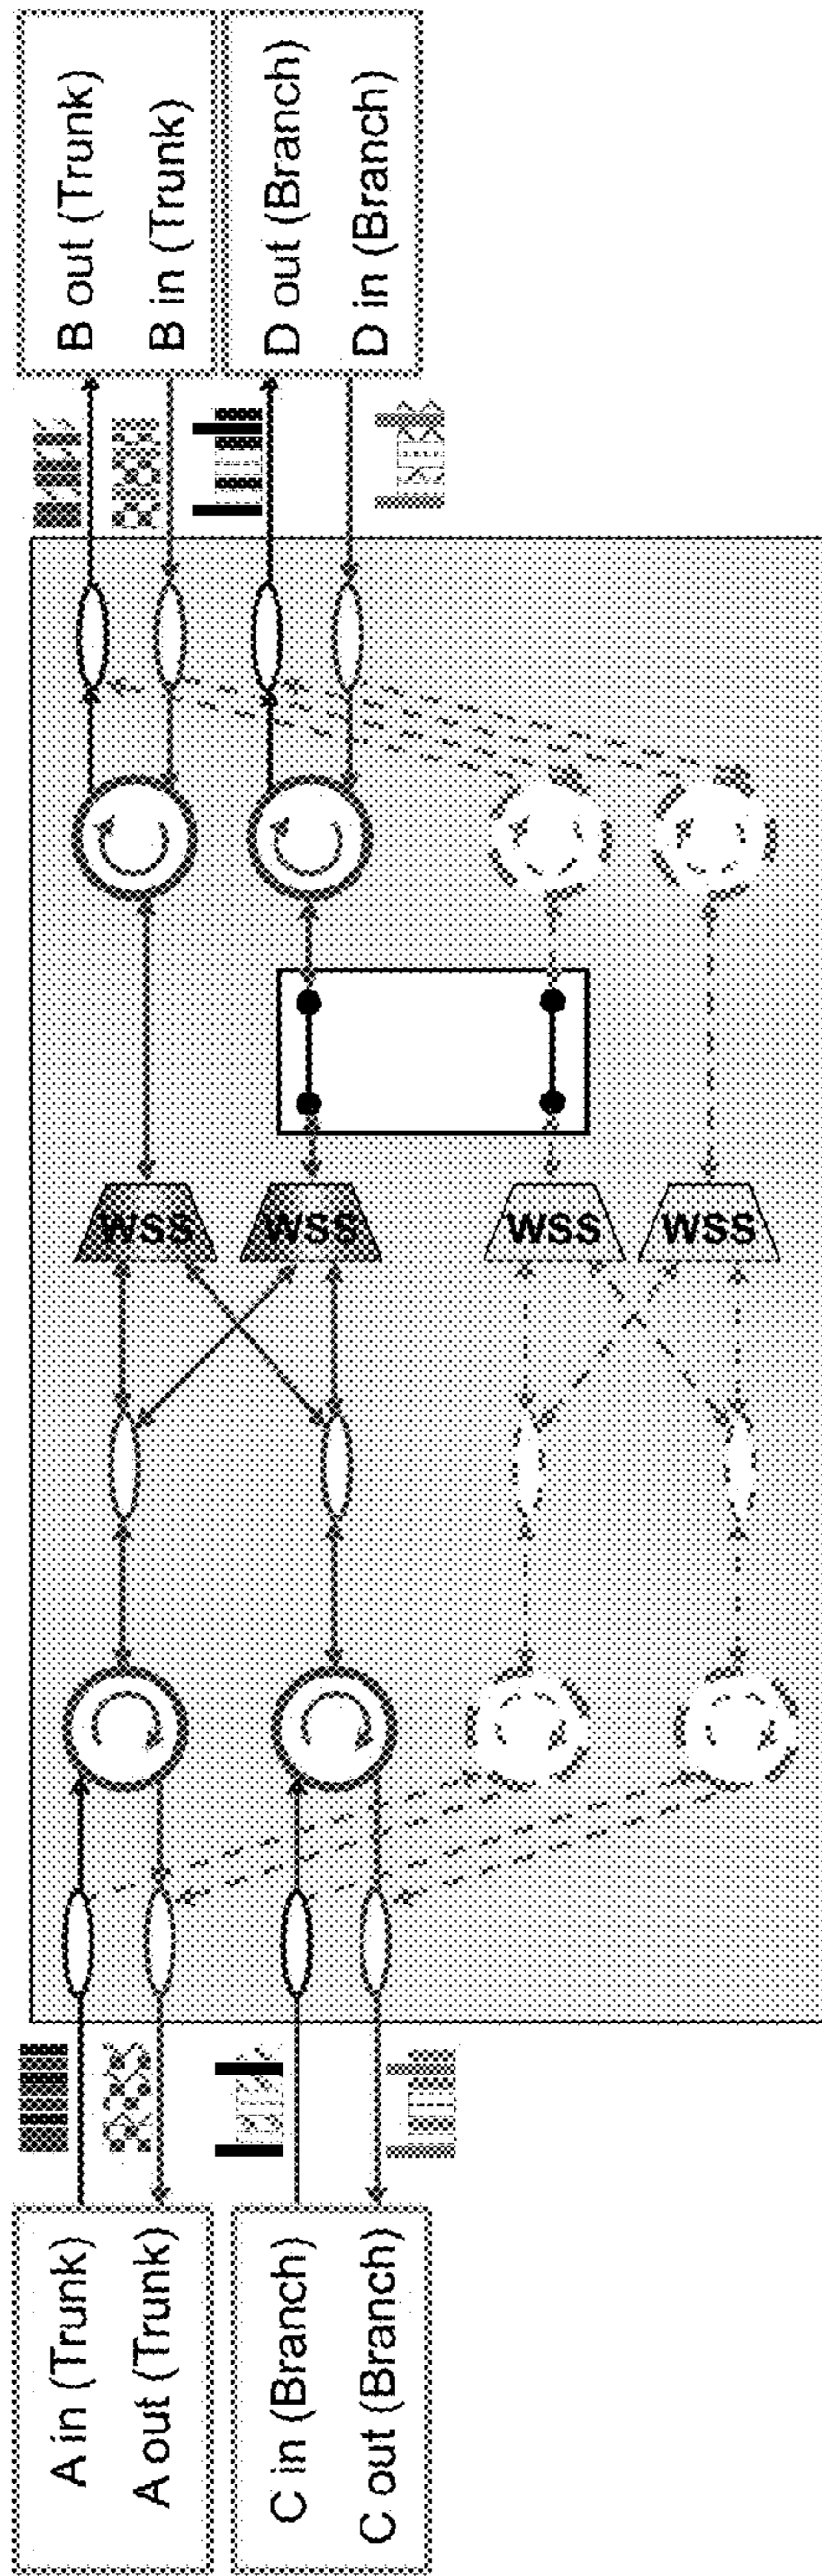 A in (Trunk)
A out (Trunk)
C in (Branch)
C out (Branch)
WSS
WSS
WSS
WSS
B out (Trunk)
B in (Trunk)
D out (Branch)
D in (Branch)